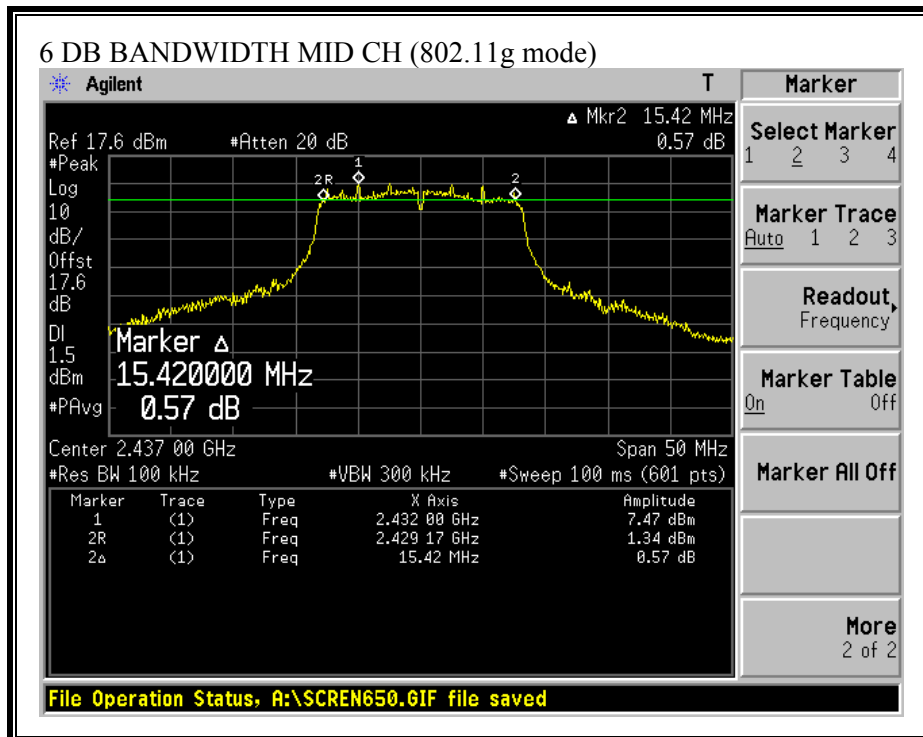 6 DB BANDWIDTH MID CH (802.11g mode)
Agilent T
Δ Mkr2 15.42 MHz
Ref 17.6 dBm #Atten 20 dB 0.57 dB
#Peak
Log
10
dB/
Offst
17.6
dB
DI
1.5
dBm
#PAvg
2R
1
2
Marker Δ
15.420000 MHz
0.57 dB
Center 2.437 00 GHz Span 50 MHz
#Res BW 100 kHz #VBW 300 kHz #Sweep 100 ms (601 pts)
Marker Trace Type X Axis Amplitude
1 (1) Freq 2.432 00 GHz 7.47 dBm
2R (1) Freq 2.429 17 GHz 1.34 dBm
2Δ (1) Freq 15.42 MHz 0.57 dB
File Operation Status, A:\SCREN650.GIF file saved
Marker
Select Marker
1 2 3 4
Marker Trace
Auto 1 2 3
Readout
Frequency
Marker Table
On Off
Marker All Off
More
2 of 2